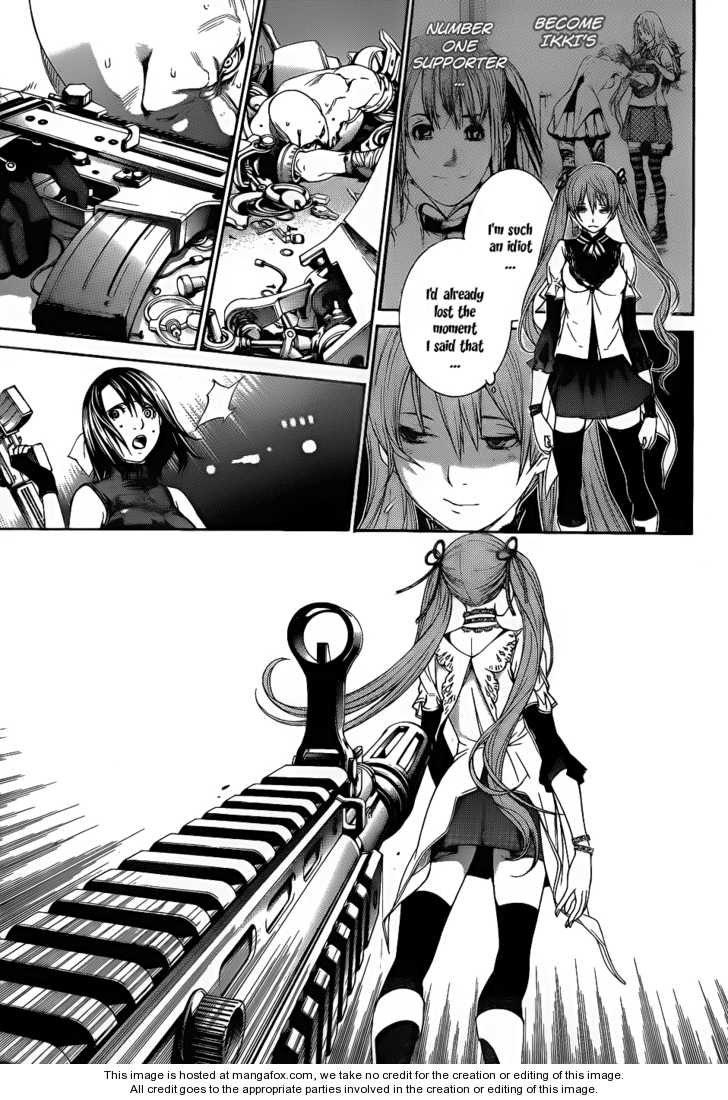 BECOME
IKKI'S
NUMBER
ONE
SUPPORTER
...
I'm such
an idiot
...
I'd already
lost the
moment
I said that
...
This image is hosted at mangafox.com, we take no credit for the creation or editing of this image.
All credit goes to the appropriate parties involved in the creation or editing of this image.